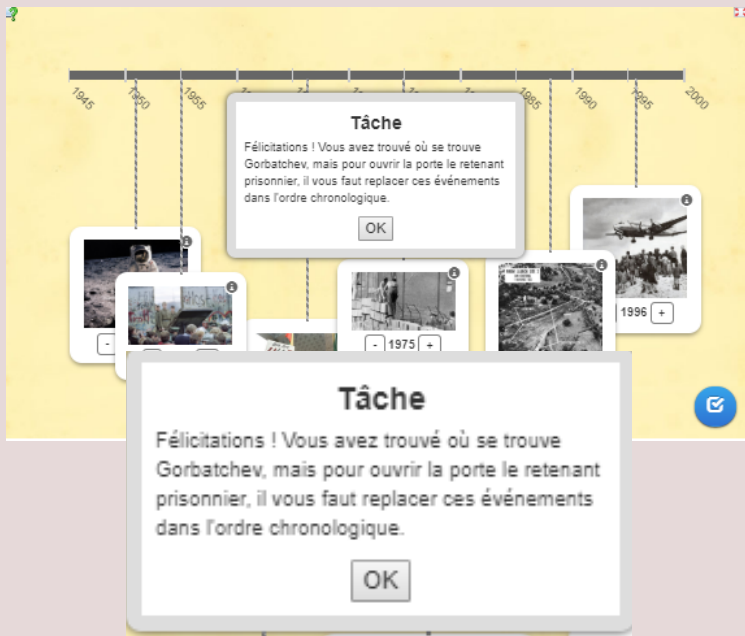 1945
1950
1955
1985
1990
1995
2000
Tâche
Félicitations ! Vous avez trouvé où se trouve
Gorbatchev, mais pour ouvrir la porte le retenant
prisonnier, il vous faut replacer ces événements
dans l'ordre chronologique.
OK
- 1975 +
1996 +
-
Tâche
Félicitations ! Vous avez trouvé où se trouve
Gorbatchev, mais pour ouvrir la porte le retenant
prisonnier, il vous faut replacer ces événements
dans l'ordre chronologique.
OK